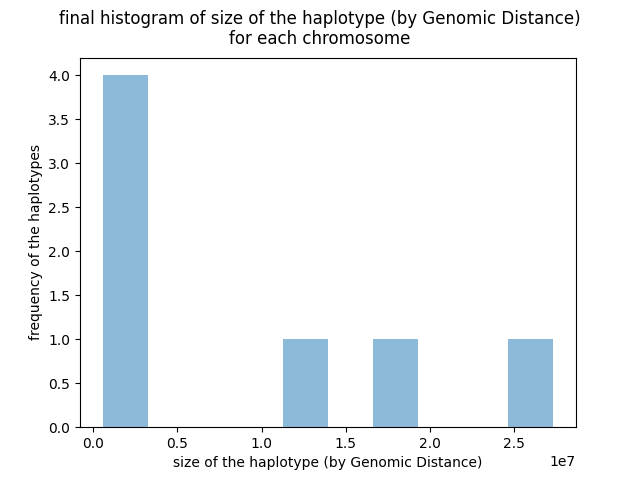 final histogram of size of the haplotype (by Genomic Distance)
for each chromosome
frequency of the haplotypes
4.0
3.5
3.0
2.5
2.0
1.5
1.0
0.5
0.0
0.0 0.5 1.0 1.5 2.0 2.5
1e7
size of the haplotype (by Genomic Distance)